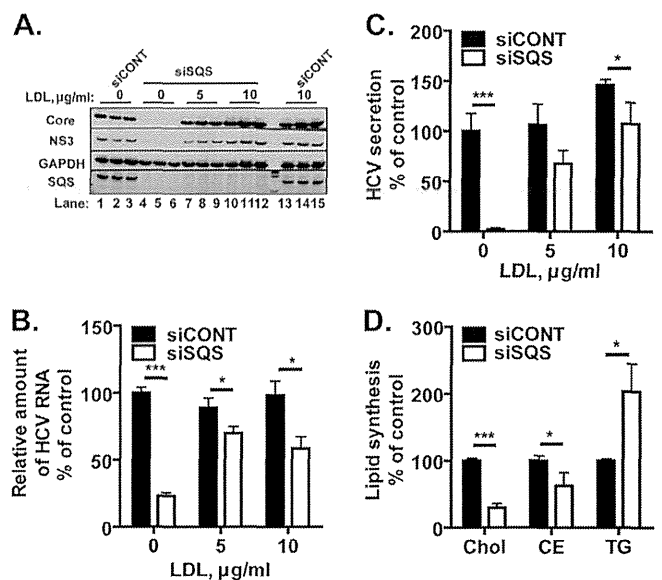 A.
siCONT siSQS siCONT
LDL, µg/ml: 0 0 5 10 10
Core
NS3
GAPDH
SQS
Lane: 1 2 3 4 5 6 7 8 9 10 11 12 13 14 15
B.
Relative amount
of HCV RNA
% of control
150
100
50
0
siCONT
siSQS
***
*
*
0 5 10
LDL, µg/ml
C.
HCV secretion
% of control
200
150
100
50
0
siCONT
siSQS
***
*
0 5 10
LDL, µg/ml
D.
Lipid synthesis
% of control
300
200
100
0
siCONT
siSQS
***
*
*
Chol CE TG